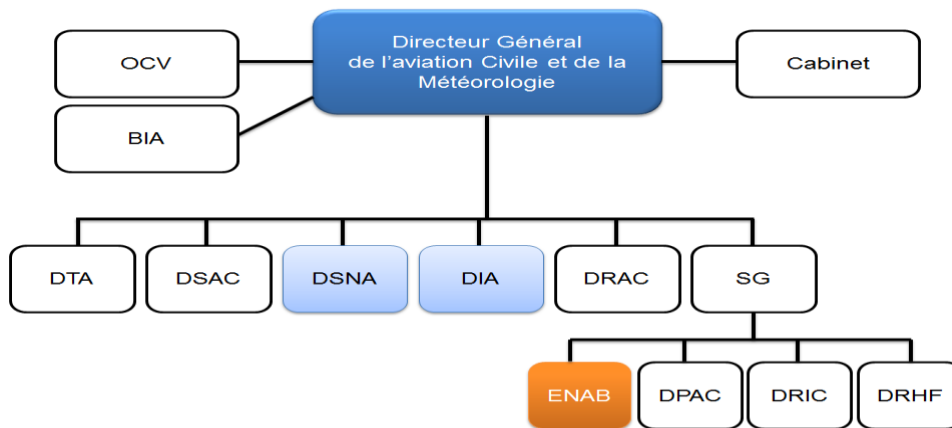 OCV
Directeur Général
de l'aviation Civile et de la
Météorologie
Cabinet
BIA
DTA
DSAC
DSNA
DIA
DRAC
SG
ENAB
DPAC
DRIC
DRHF